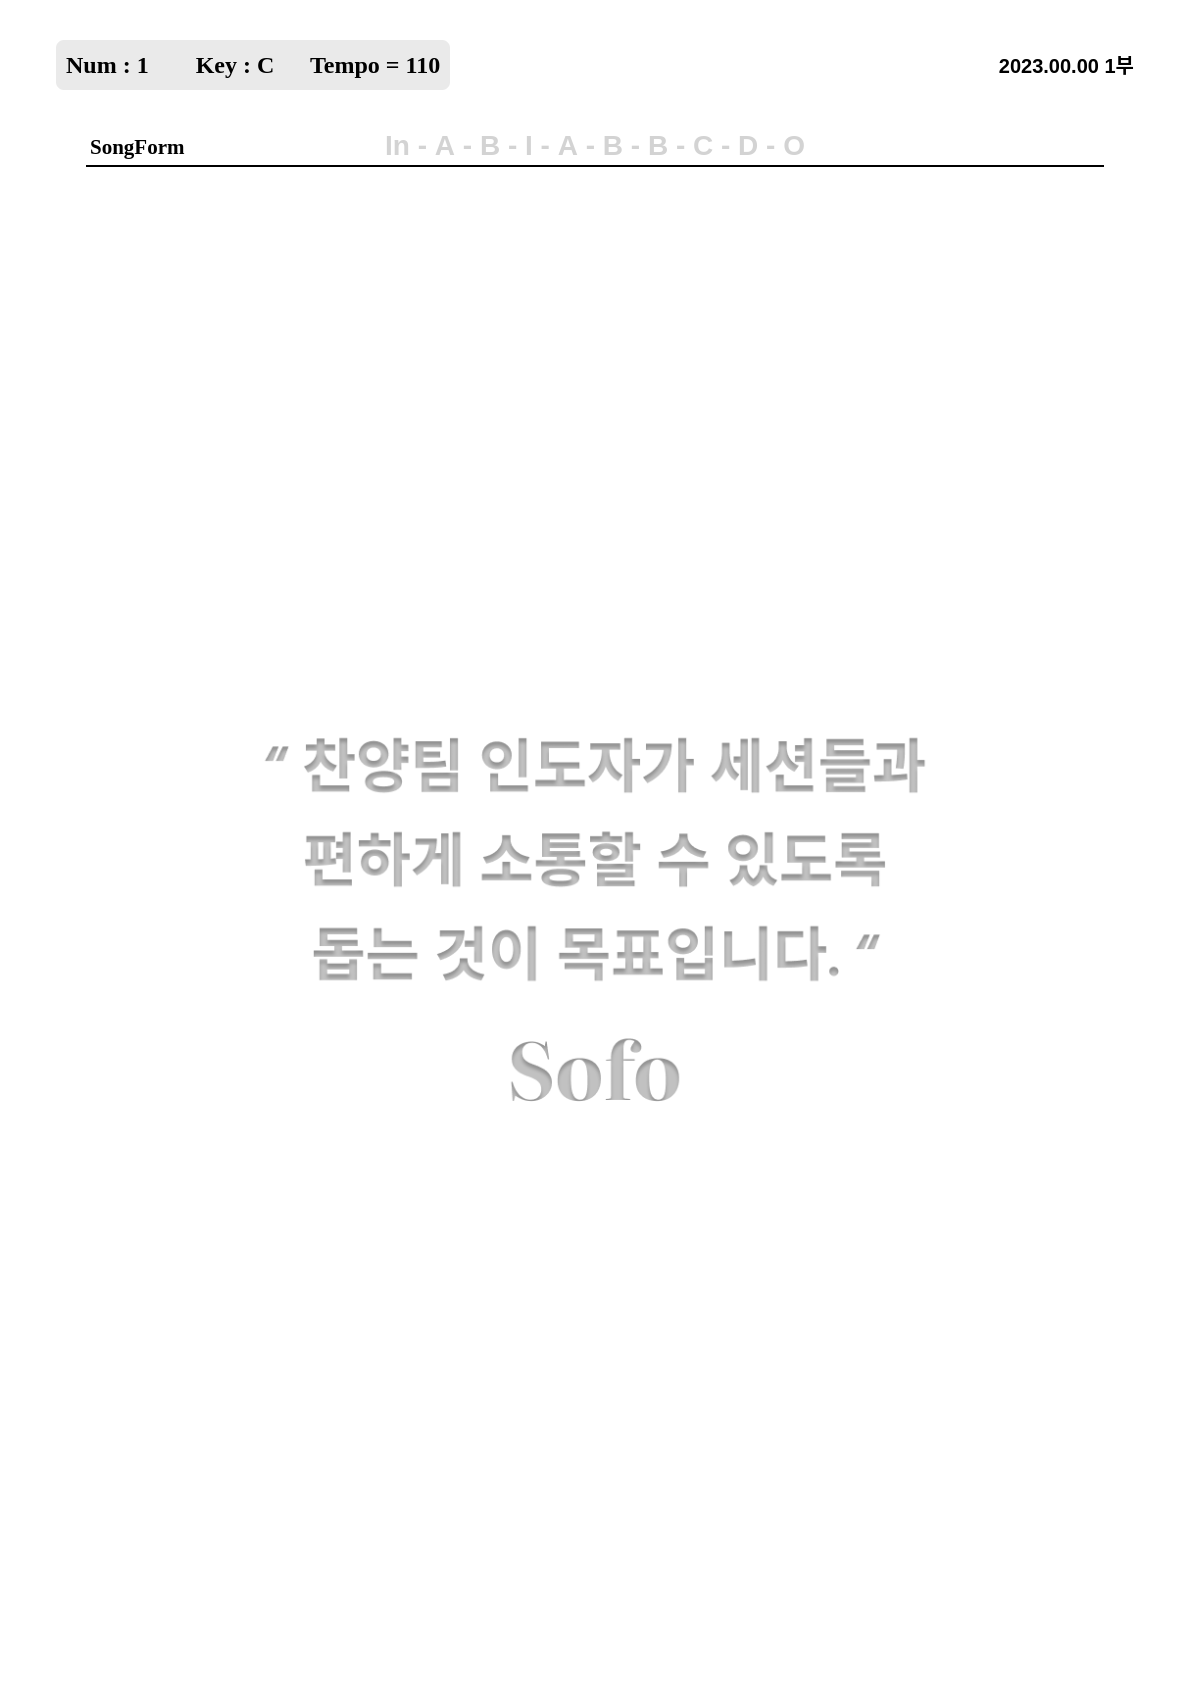 Num : 1 Key : C Tempo = 110
2023.00.00 1부
SongForm In - A - B - I - A - B - B - C - D - O
“ 찬양팀 인도자가 세션들과
편하게 소통할 수 있도록
돕는 것이 목표입니다. “
Sofo